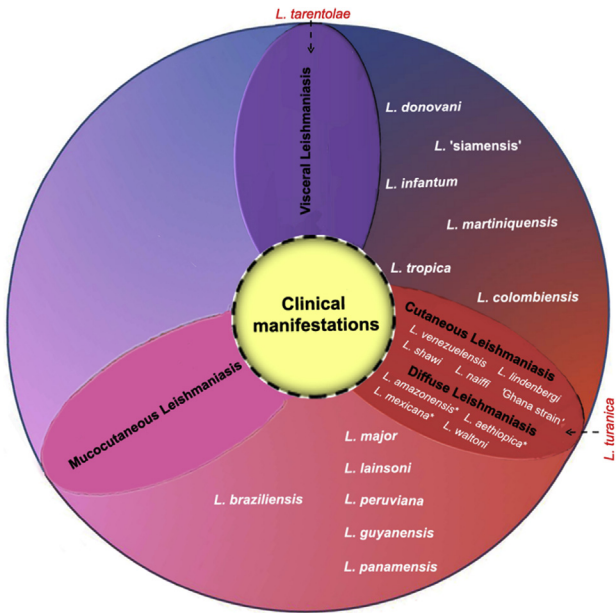 L. tarentolae
Visceral Leishmaniasis
L. donovani
L. 'siamensis'
L. infantum
L. martiniquensis
L. tropica
L. colombiensis
Clinical
manifestations
Cutaneous Leishmaniasis
L. venezuelensis
L. lindenbergi
L. shawi
L. naiffi
'Ghana strain'
Diffuse Leishmaniasis
L. amazonensis*
L. aethiopica*
L. mexicana*
L. waltoni
L. turanica
Mucocutaneous Leishmaniasis
L. major
L. lainsoni
L. braziliensis
L. peruviana
L. guyanensis
L. panamensis